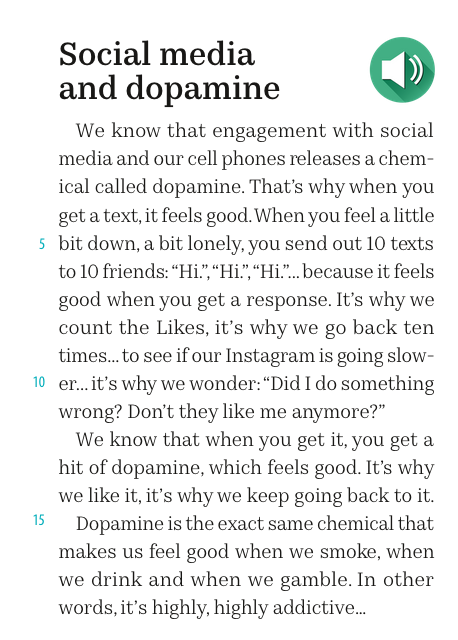 Social media
and dopamine
We know that engagement with social
media and our cell phones releases a chem-
ical called dopamine. That's why when you
get a text, it feels good. When you feel a little
5 bit down, a bit lonely, you send out 10 texts
to 10 friends: “Hi.”, “Hi.”, “Hi.”... because it feels
good when you get a response. It's why we
count the Likes, it's why we go back ten
times... to see if our Instagram is going slow-
10 er... it's why we wonder: “Did I do something
wrong? Don't they like me anymore?”
We know that when you get it, you get a
hit of dopamine, which feels good. It's why
we like it, it's why we keep going back to it.
15 Dopamine is the exact same chemical that
makes us feel good when we smoke, when
we drink and when we gamble. In other
words, it's highly, highly addictive...